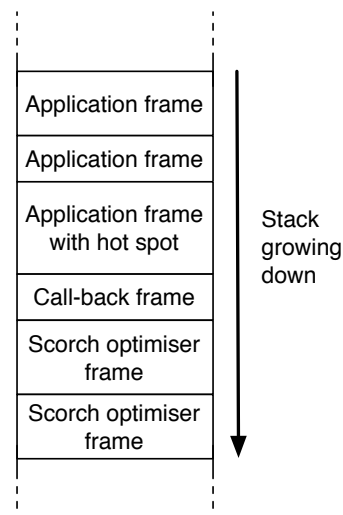 Application frame
Application frame
Application frame
with hot spot
Stack
growing
down
Call-back frame
Scorch optimiser
frame
Scorch optimiser
frame